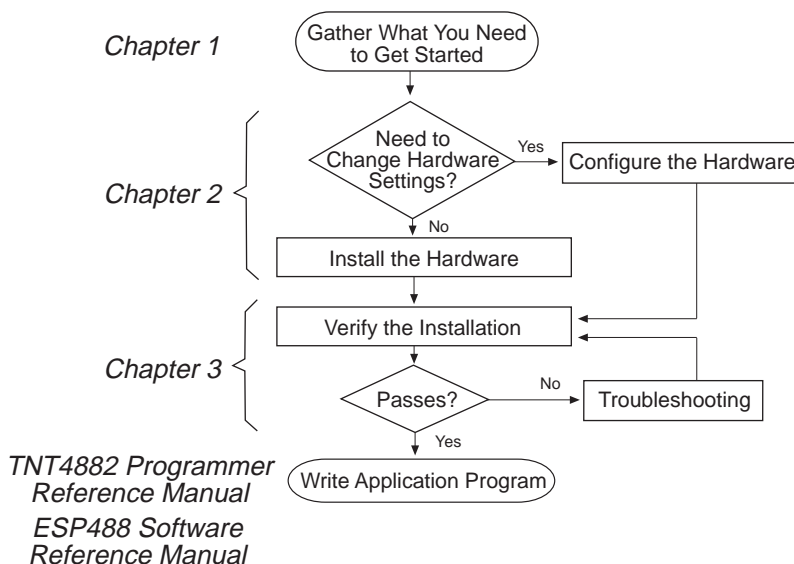 Chapter 1
Gather What You Need
to Get Started
Chapter 2
Need to
Change Hardware
Settings?
Yes
Configure the Hardware
No
Install the Hardware
Chapter 3
Verify the Installation
Passes?
No
Troubleshooting
Yes
TNT4882 Programmer
Reference Manual
Write Application Program
ESP488 Software
Reference Manual